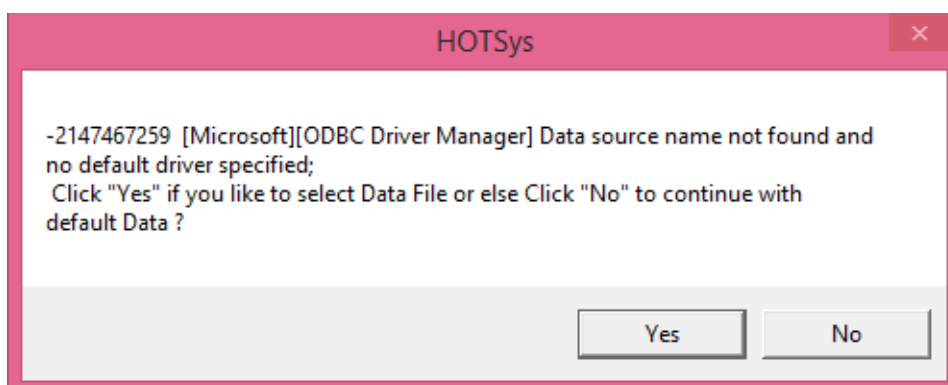 HOTSys
-2147467259  [Microsoft][ODBC Driver Manager] Data source name not found and
no default driver specified;
Click "Yes" if you like to select Data File or else Click "No" to continue with
default Data ?
Yes
No